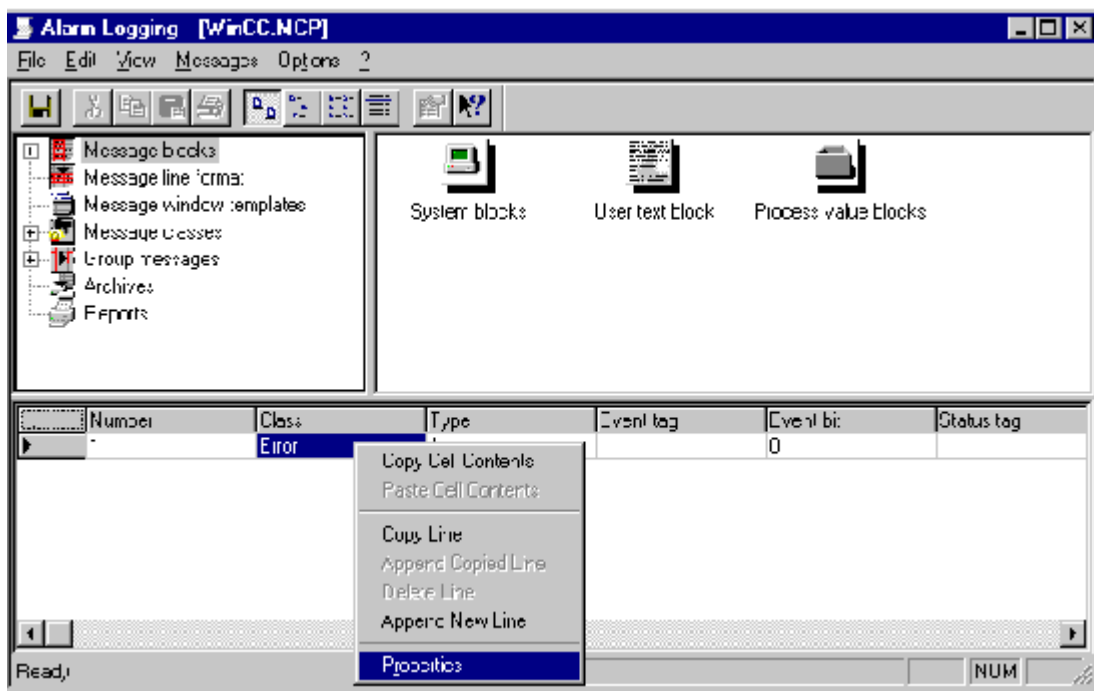 Alarm Logging [WinCC.MCP]
File Edit View Messages Options ?
Message blocks
Message line format
Message window templates
Message classes
Group messages
Archives
Reports
System blocks
User text block
Process value blocks
Number Class Type Event tag Event bit Status tag
1 Error 0
Copy Cell Contents
Paste Cell Contents
Copy Line
Append Copied Line
Delete Line
Append New Line
Properties
Ready
NUM